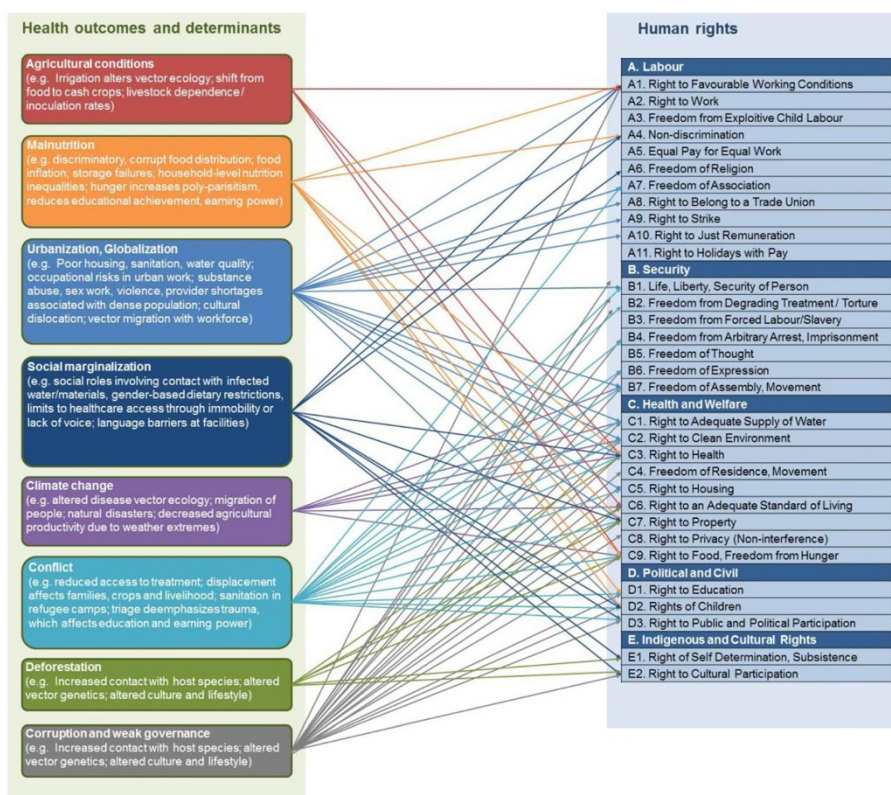 Health outcomes and determinants
Agricultural conditions
(e.g. Irrigation alters vector ecology; shift from
food to cash crops; livestock dependence /
inoculation rates)
Malnutrition
(e.g. discriminatory, corrupt food distribution; food
inflation; storage failures; household-level nutrition
inequalities; hunger increases poly-parisitism,
reduces educational achievement, earning power)
Urbanization, Globalization
(e.g. Poor housing, sanitation, water quality;
occupational risks in urban work; substance
abuse, sex work, violence, provider shortages
associated with dense population; cultural
dislocation; vector migration with workforce)
Social marginalization
(e.g. social roles involving contact with infected
water/materials, gender-based dietary restrictions,
limits to healthcare access through immobility or
lack of voice; language barriers at facilities)
Climate change
(e.g. altered disease vector ecology; migration of
people; natural disasters; decreased agricultural
productivity due to weather extremes)
Conflict
(e.g. reduced access to treatment; displacement
affects families, crops and livelihood; sanitation in
refugee camps; triage deemphasizes trauma,
which affects education and earning power)
Deforestation
(e.g. Increased contact with host species; altered
vector genetics; altered culture and lifestyle)
Corruption and weak governance
(e.g. Increased contact with host species; altered
vector genetics; altered culture and lifestyle)
Human rights
A. Labour
A1. Right to Favourable Working Conditions
A2. Right to Work
A3. Freedom from Exploitive Child Labour
A4. Non-discrimination
A5. Equal Pay for Equal Work
A6. Freedom of Religion
A7. Freedom of Association
A8. Right to Belong to a Trade Union
A9. Right to Strike
A10. Right to Just Remuneration
A11. Right to Holidays with Pay
B. Security
B1. Life, Liberty, Security of Person
B2. Freedom from Degrading Treatment / Torture
B3. Freedom from Forced Labour/Slavery
B4. Freedom from Arbitrary Arrest, Imprisonment
B5. Freedom of Thought
B6. Freedom of Expression
B7. Freedom of Assembly, Movement
C. Health and Welfare
C1. Right to Adequate Supply of Water
C2. Right to Clean Environment
C3. Right to Health
C4. Freedom of Residence, Movement
C5. Right to Housing
C6. Right to an Adequate Standard of Living
C7. Right to Property
C8. Right to Privacy (Non-interference)
C9. Right to Food, Freedom from Hunger
D. Political and Civil
D1. Right to Education
D2. Rights of Children
D3. Right to Public and Political Participation
E. Indigenous and Cultural Rights
E1. Right of Self Determination, Subsistence
E2. Right to Cultural Participation